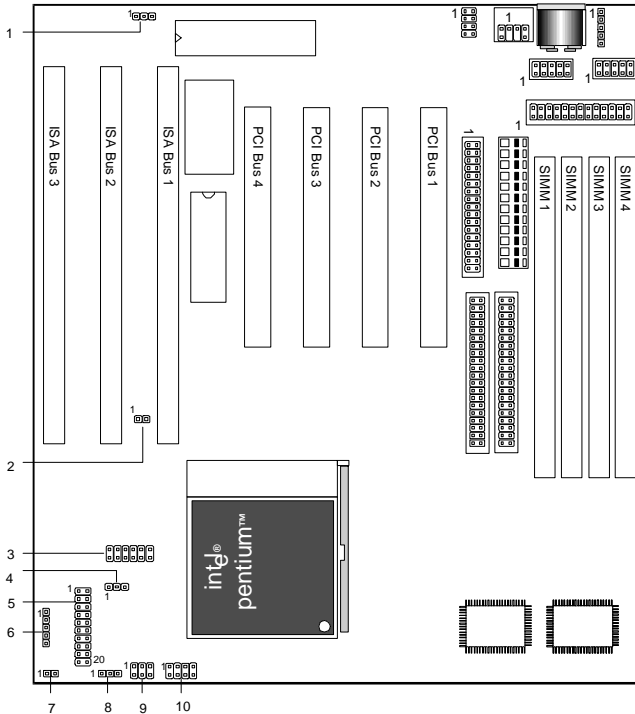 1
1
1
1
1
1
1
1
1
ISA Bus 3
ISA Bus 2
ISA Bus 1
PCI Bus 4
PCI Bus 3
PCI Bus 2
PCI Bus 1
SIMM 1
SIMM 2
SIMM 3
SIMM 4
1
2
intel®
pentium™
3
4
1
5
1
6
1
20
7
1
8
1
9
1
10
1